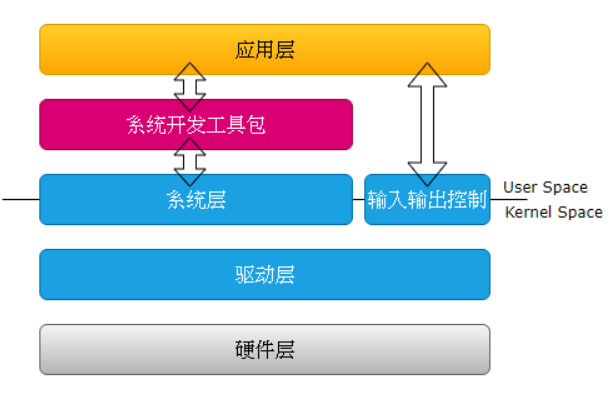 应用层
系统开发工具包
系统层
输入输出控制
User Space
Kernel Space
驱动层
硬件层